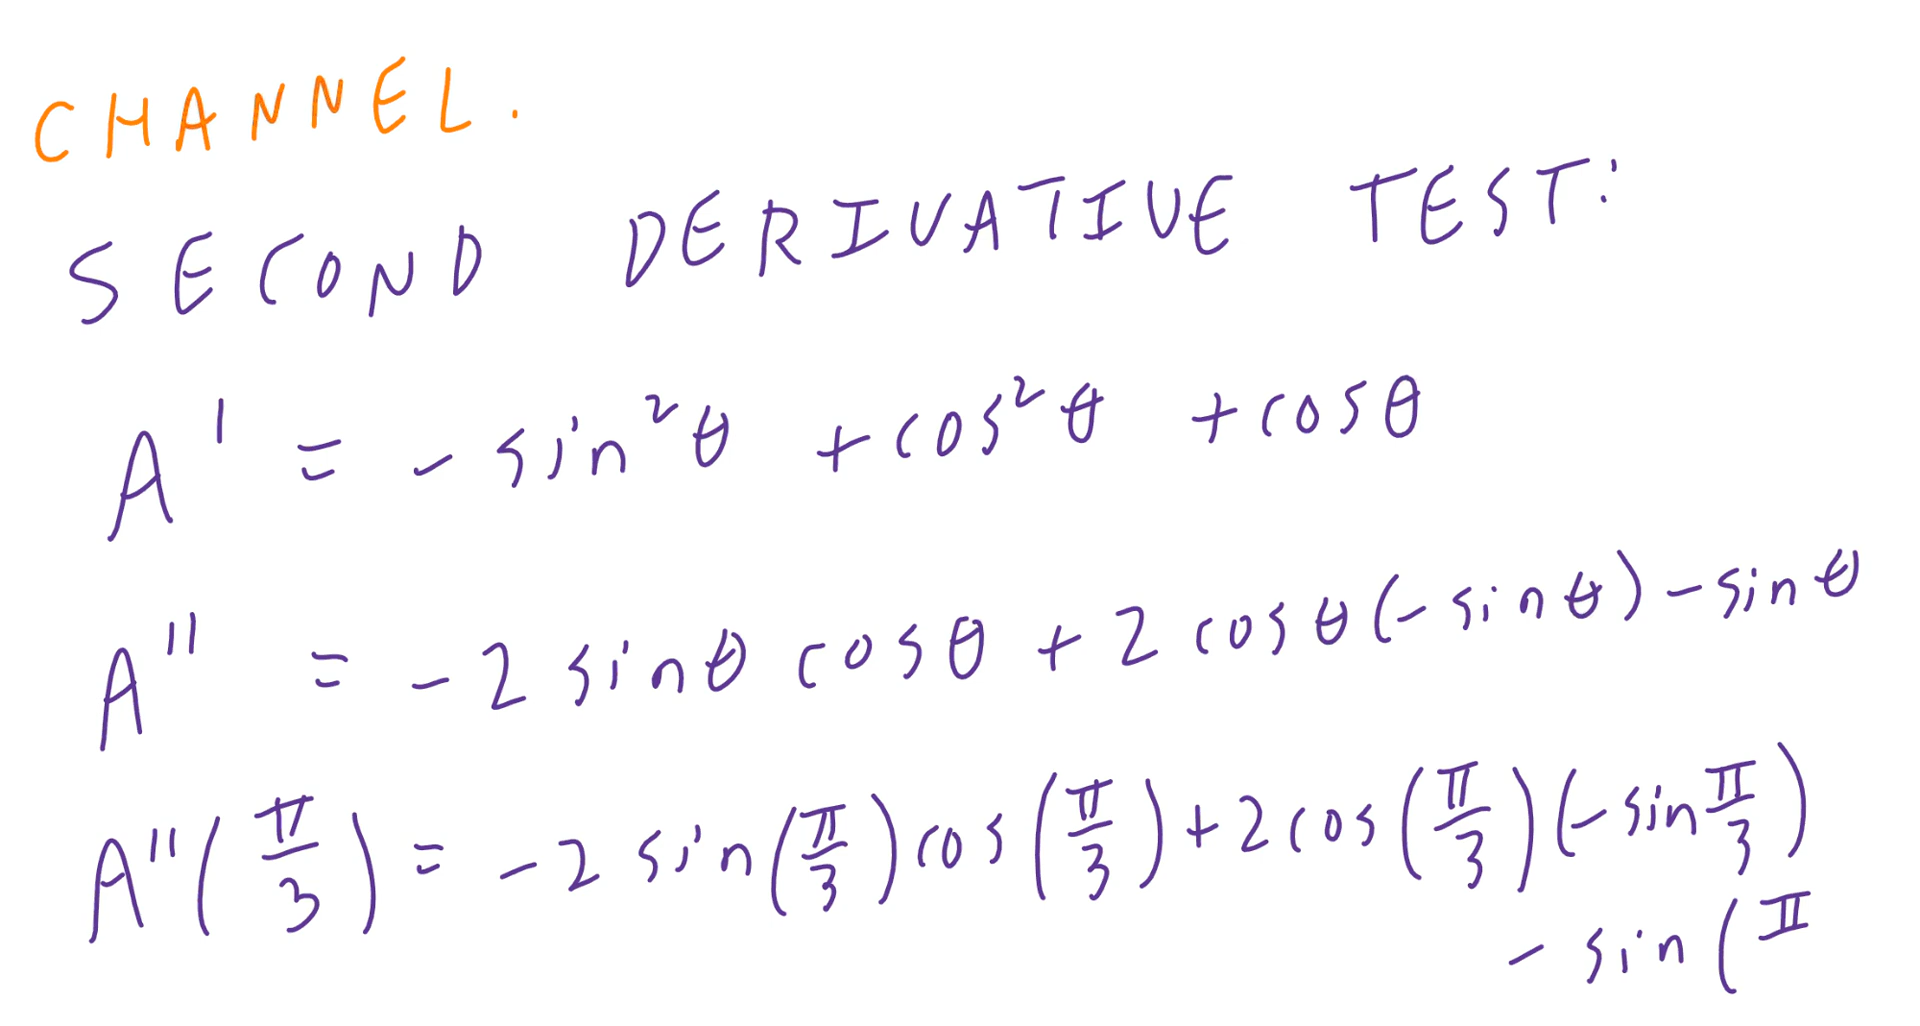 CHANNEL.
SECOND DERIVATIVE TEST:
A' = - sin²θ + cos²θ + cosθ
A'' = -2 sinθ cosθ + 2 cosθ(-sinθ) - sinθ
A''(π/3) = -2 sin(π/3) cos(π/3) + 2 cos(π/3)(-sin π/3)
- sin(π